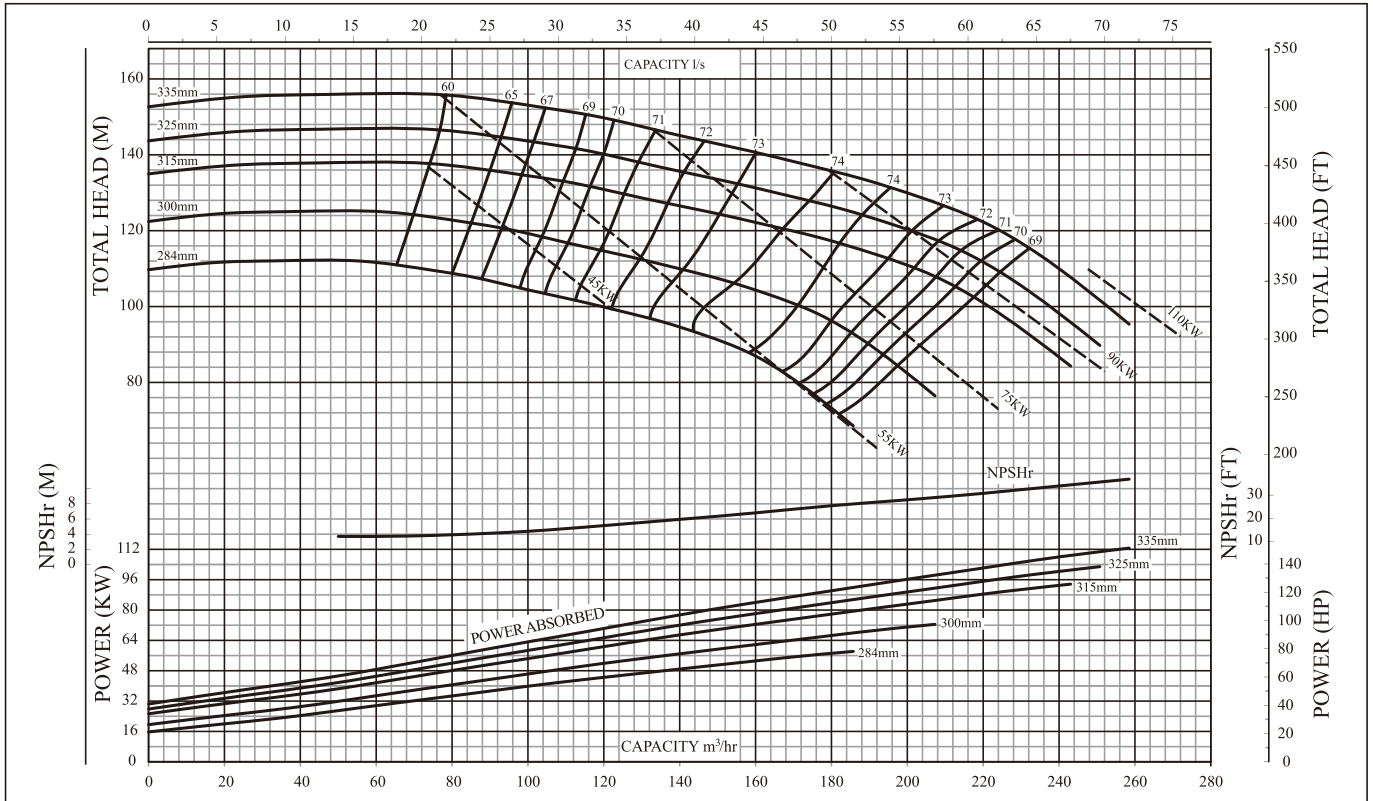 0 5 10 15 20 25 30 35 40 45 50 55 60 65 70 75
CAPACITY l/s
TOTAL HEAD (M)
160
140
120
100
80
335mm
325mm
315mm
300mm
284mm
60 65 67 69 70 71 72 73 74 74 73 72 71 70 69
45KW
55KW
75KW
90KW
110KW
TOTAL HEAD (FT)
550
500
450
400
350
300
250
200
NPSHr (M)
8
6
4
2
0
NPSHr
NPSHr (FT)
30
20
10
POWER (KW)
112
96
80
64
48
32
16
0
POWER ABSORBED
335mm
325mm
315mm
300mm
284mm
POWER (HP)
140
120
100
80
60
40
20
0
CAPACITY m³/hr
0 20 40 60 80 100 120 140 160 180 200 220 240 260 280